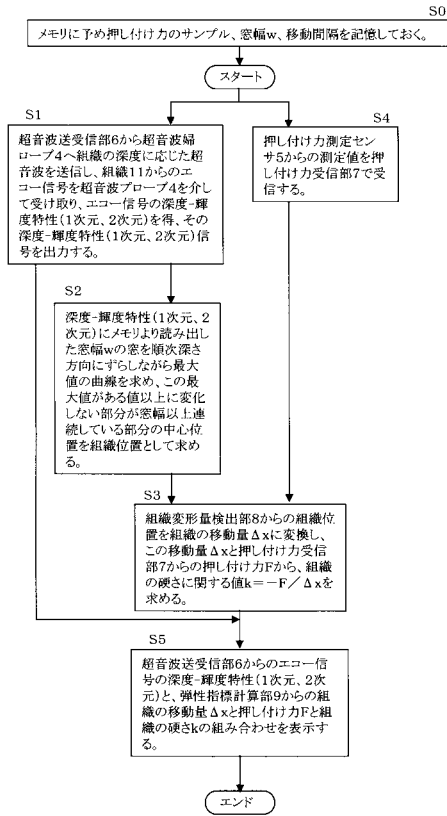 S0
メモリに予め押し付け力のサンプル、窓幅w、移動間隔を記憶しておく。
スタート
S1
超音波送受信部6から超音波婦
ローブ4へ組織の深度に応じた超
音波を送信し、組織11からのエ
コー信号を超音波プローブ4を介し
て受け取り、エコー信号の深度-輝
度特性(1次元、2次元)を得、その
深度-輝度特性(1次元、2次元)信
号を出力する。
S4
押し付け力測定セン
サ5からの測定値を押
し付け力受信部7で受
信する。
S2
深度-輝度特性(1次元、2
次元)にメモリより読み出し
た窓幅wの窓を順次深さ
方向にずらしながら最大
値の曲線を求め、この最
大値がある値以上に変化
しない部分が窓幅以上連
続している部分の中心位
置を組織位置として求め
る。
S3
組織変形量検出部8からの組織位
置を組織の移動量Δxに変換し、
この移動量Δxと押し付け力受信
部7からの押し付け力Fから、組織
の硬さに関する値k=-F/Δxを
求める。
S5
超音波送受信部6からのエコー信
号の深度-輝度特性(1次元、2次
元)と、弾性指標計算部9からの組
織の移動量Δxと押し付け力Fと組
織の硬さkの組み合わせを表示す
る。
エンド